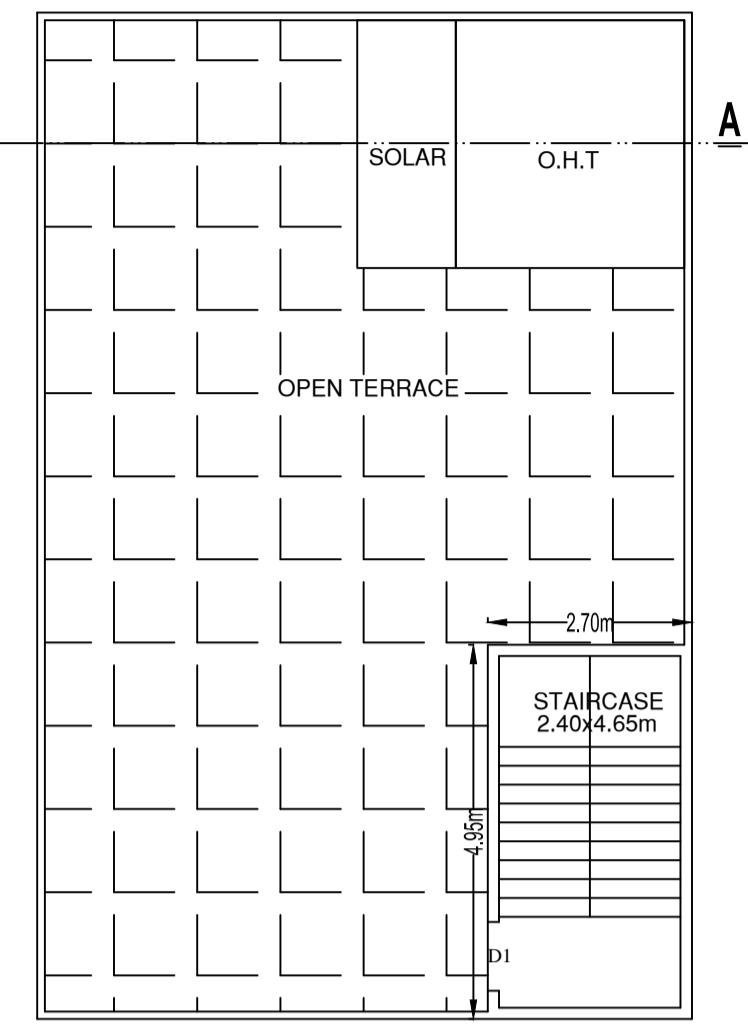 A
SOLAR
O.H.T
OPEN TERRACE
2.70m
STAIRCASE
2.40x4.65m
4.95m
D1